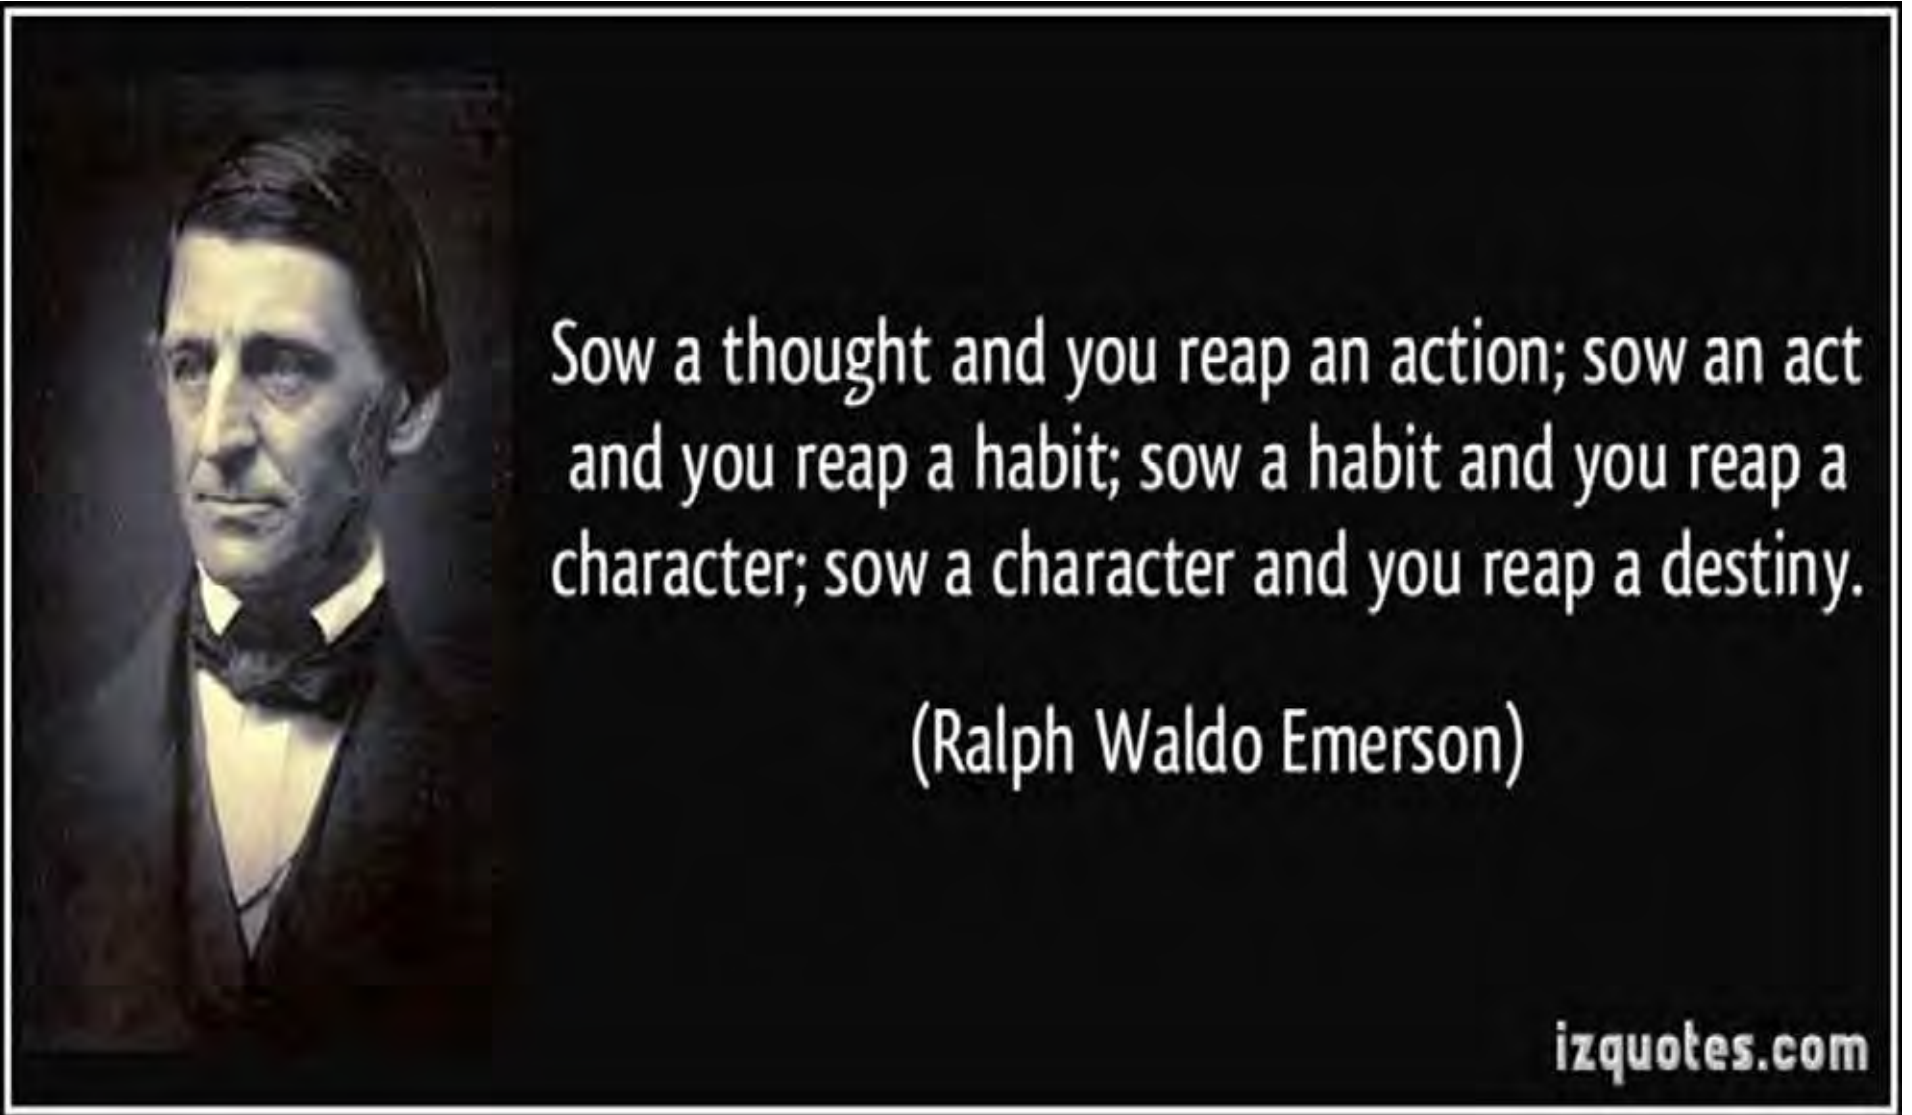 Sow a thought and you reap an action; sow an act
and you reap a habit; sow a habit and you reap a
character; sow a character and you reap a destiny.
(Ralph Waldo Emerson)
izquotes.com